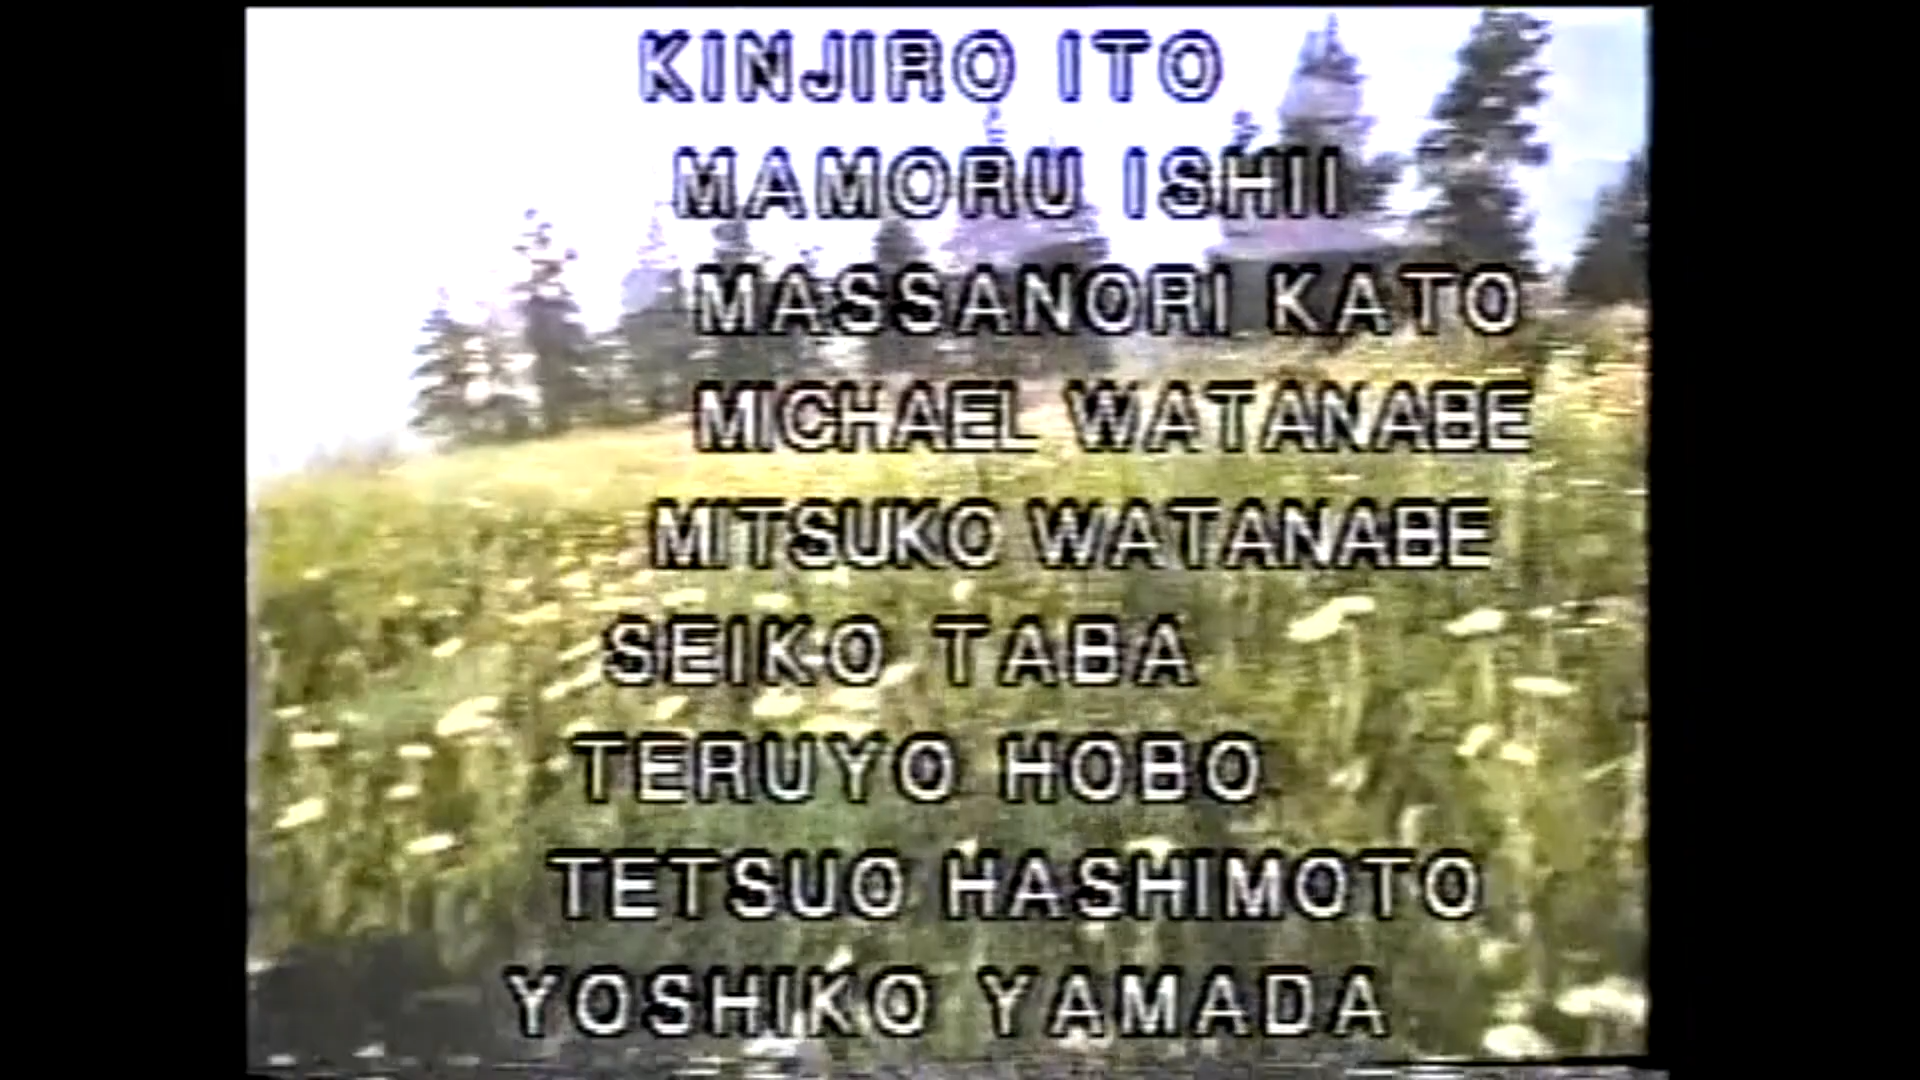 KINJIRO ITO
MAMORU ISHII
MASSANORI KATO
MICHAEL WATANABE
MITSUKO WATANABE
SEIKO TABA
TERUYO HOBO
TETSUO HASHIMOTO
YOSHIKO YAMADA